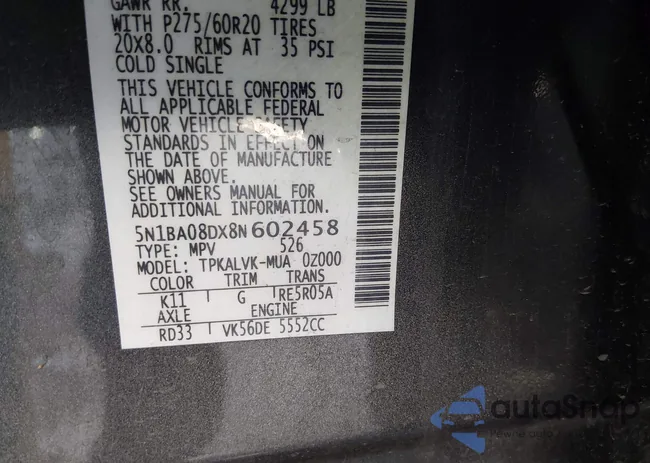 GAWR RR. 4299 LB
WITH P275/60R20 TIRES
20X8.0 RIMS AT 35 PSI
COLD SINGLE
THIS VEHICLE CONFORMS TO
ALL APPLICABLE FEDERAL
MOTOR VEHICLE SAFETY
STANDARDS IN EFFECT ON
THE DATE OF MANUFACTURE
SHOWN ABOVE.
SEE OWNERS MANUAL FOR
ADDITIONAL INFORMATION.
5N1BA08DX8N602458
TYPE: MPV 526
MODEL: TPKALVK-MUA 0Z000
COLOR TRIM TRANS
K11 G RE5R05A
AXLE ENGINE
RD33 VK56DE 5552CC
autoSnap
Pewne auto